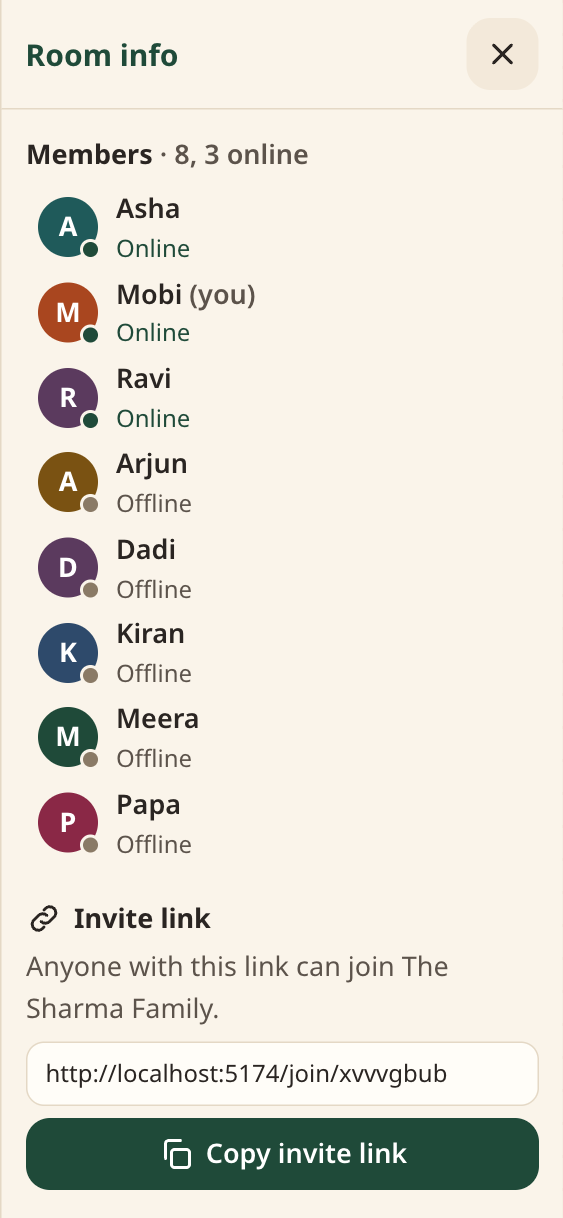 Room info
Members · 8, 3 online
A
Asha
Online
M
Mobi (you)
Online
R
Ravi
Online
A
Arjun
Offline
D
Dadi
Offline
K
Kiran
Offline
M
Meera
Offline
P
Papa
Offline
Invite link
Anyone with this link can join The
Sharma Family.
http://localhost:5174/join/xvvvgbub
Copy invite link